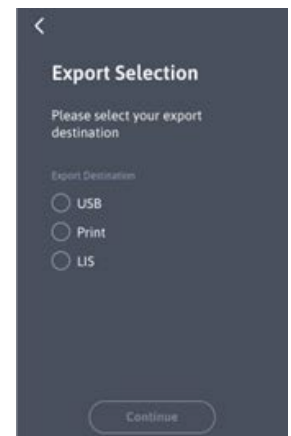 Export Selection
Please select your export
destination
Export Destination
USB
Print
LIS
Continue